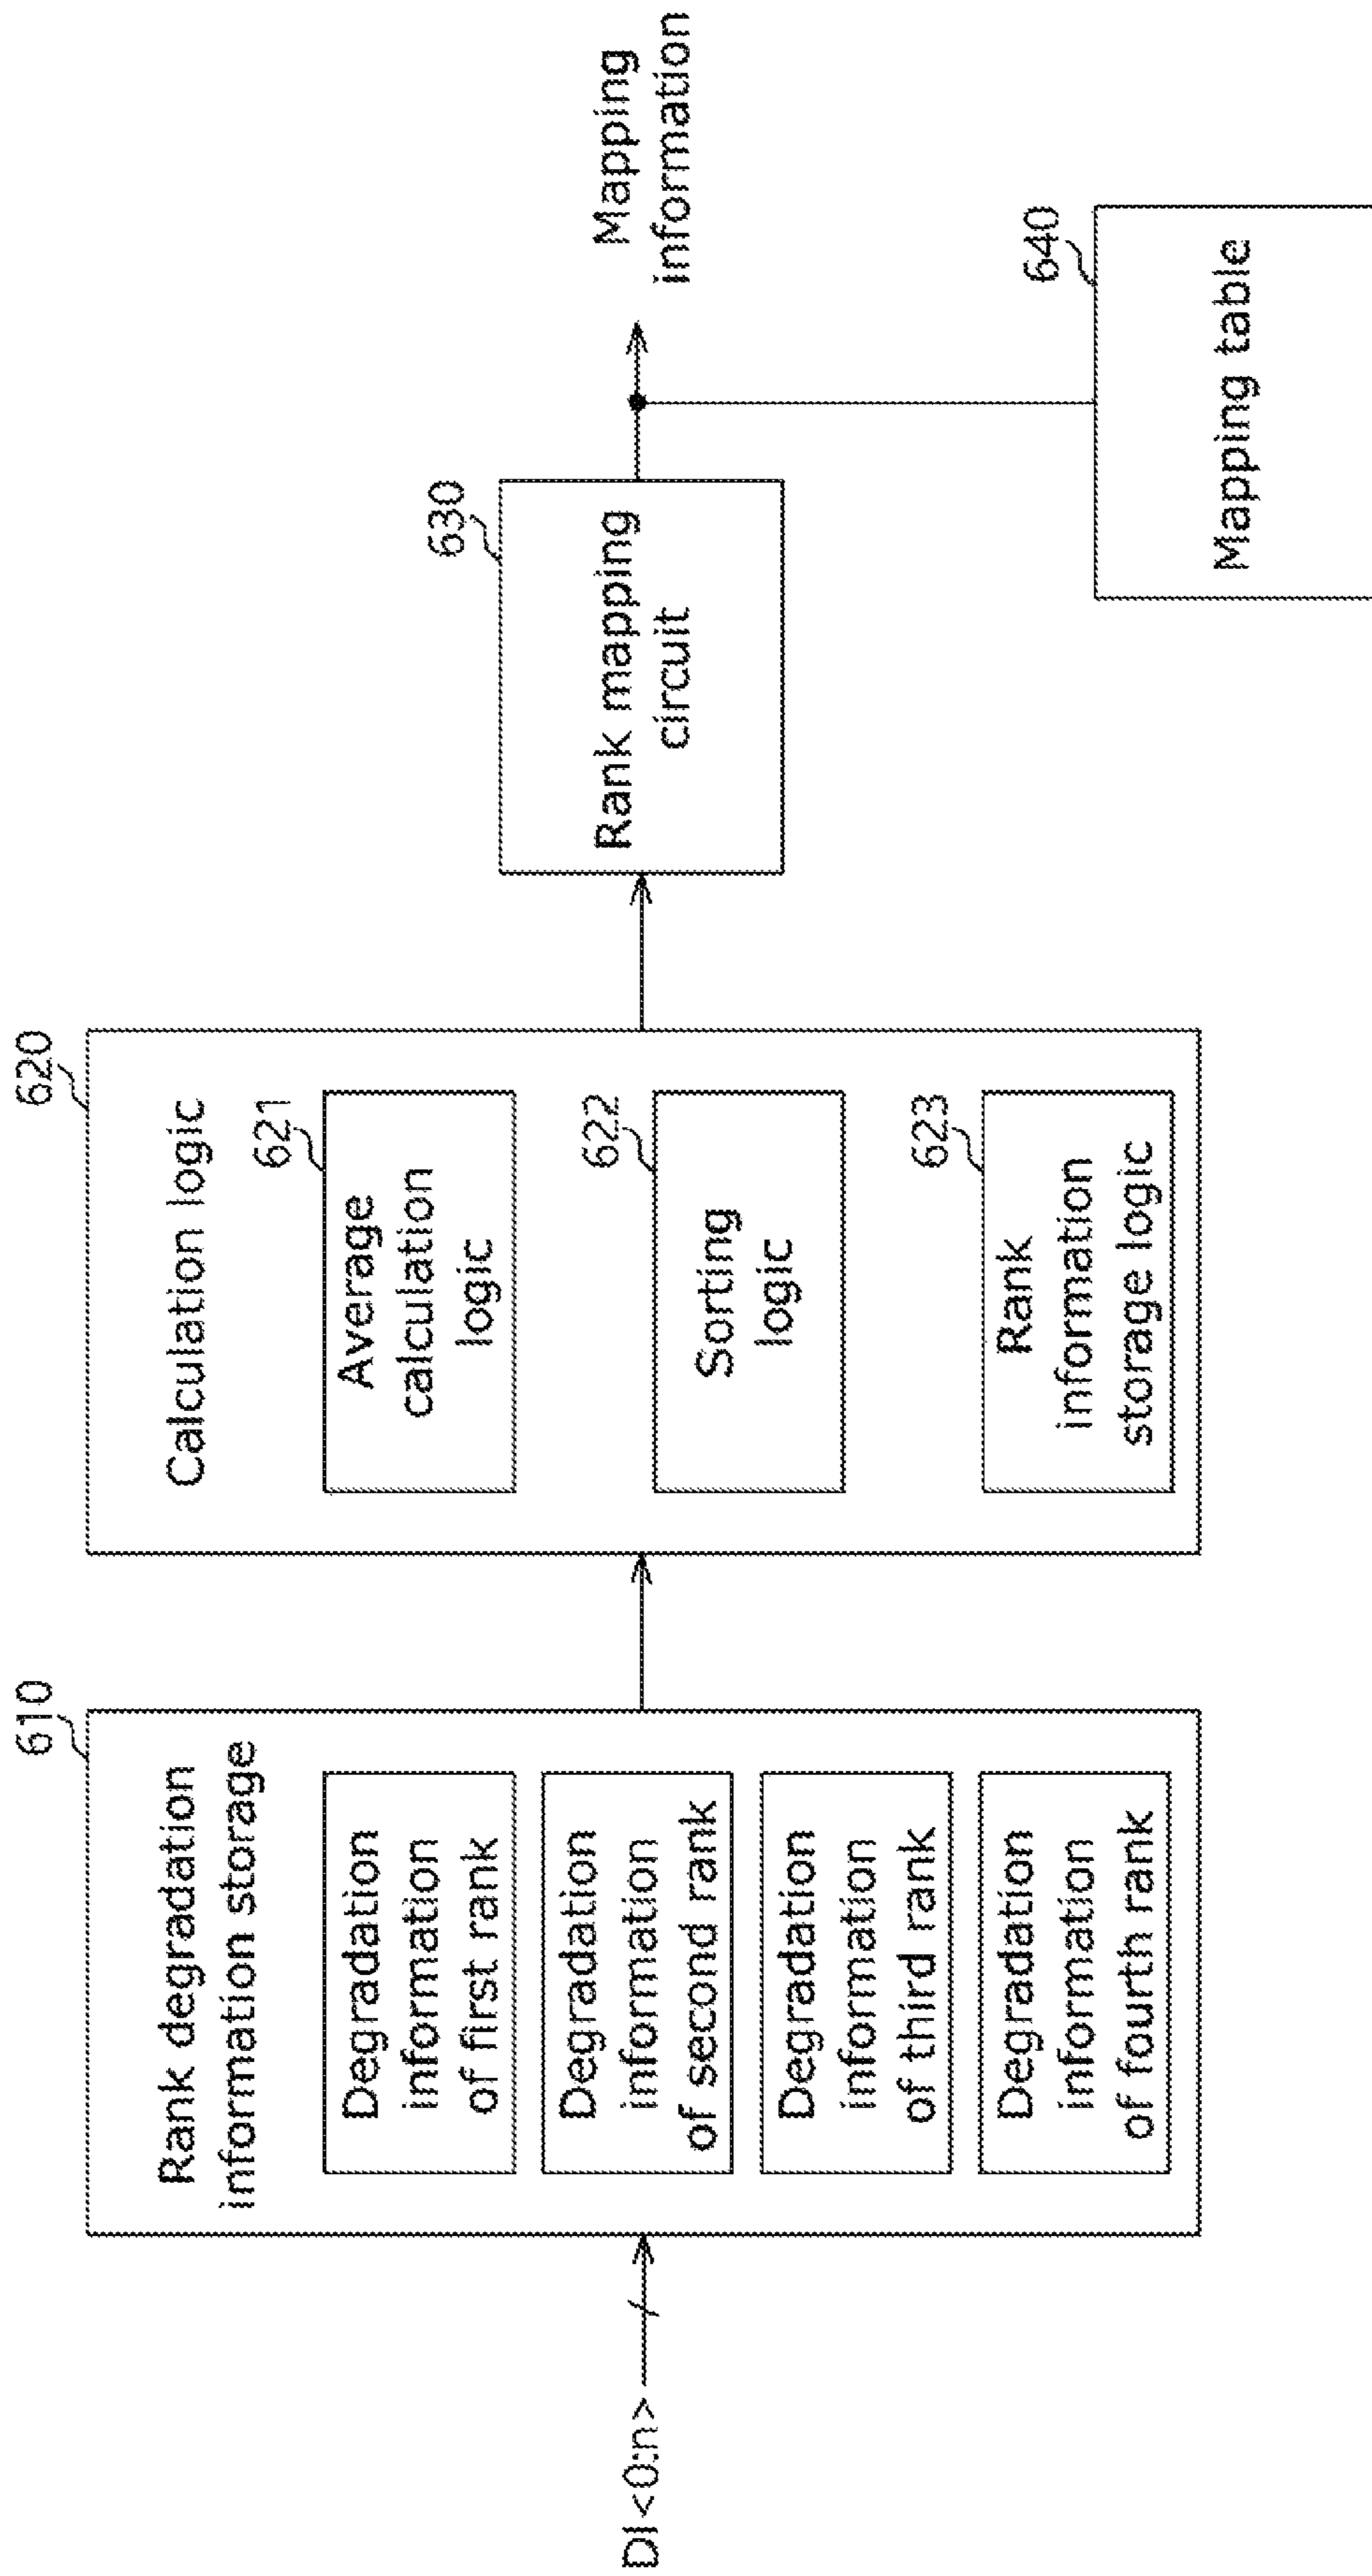 DI<0:n>
610
Rank degradation
information storage
Degradation
information
of first rank
Degradation
information
of second rank
Degradation
information
of third rank
Degradation
information
of fourth rank
620
Calculation logic
621
Average
calculation
logic
622
Sorting
logic
623
Rank
information
storage logic
630
Rank mapping
circuit
Mapping
information
640
Mapping table